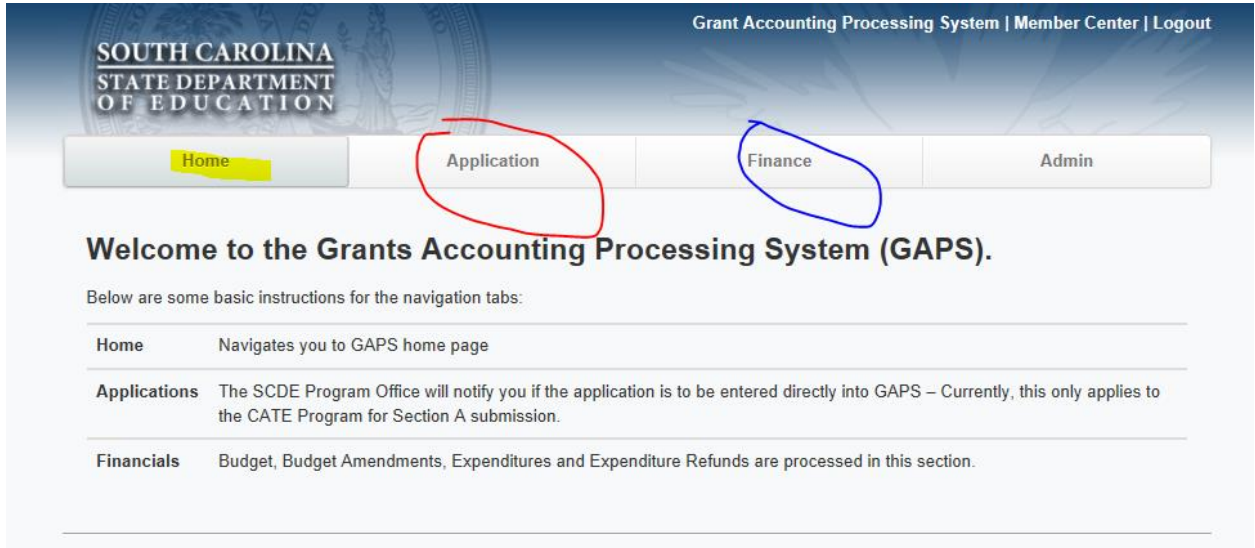 Grant Accounting Processing System | Member Center | Logout
SOUTH CAROLINA
STATE DEPARTMENT
OF EDUCATION
Home Application Finance Admin
Welcome to the Grants Accounting Processing System (GAPS).
Below are some basic instructions for the navigation tabs:
Home Navigates you to GAPS home page
Applications The SCDE Program Office will notify you if the application is to be entered directly into GAPS – Currently, this only applies to
the CATE Program for Section A submission.
Financials Budget, Budget Amendments, Expenditures and Expenditure Refunds are processed in this section.